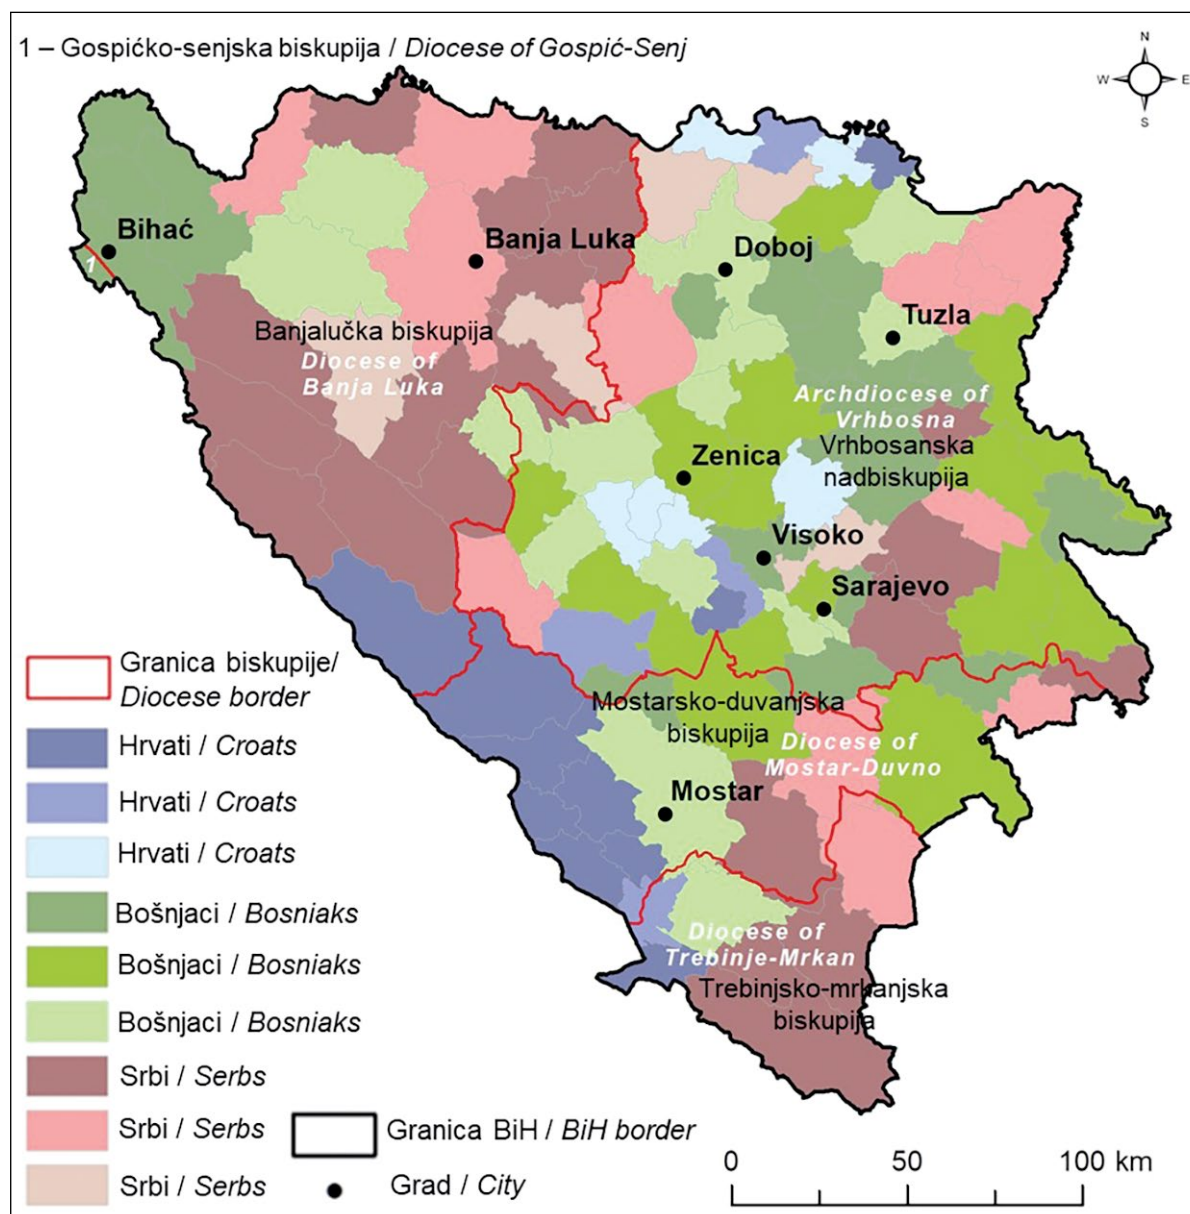 1 – Gospićko-senjska biskupija / Diocese of Gospić-Senj
N
W E
S
Bihać
1
Banja Luka
Doboj
Tuzla
Banjalučka biskupija
Diocese of
Banja Luka
Archdiocese of
Vrhbosna
Vrhbosanska
nadbiskupija
Zenica
Visoko
Sarajevo
Mostarsko-duvanjska
biskupija
Diocese of
Mostar-Duvno
Mostar
Diocese of
Trebinje-Mrkan
Trebinjsko-mrkanjska
biskupija
Granica biskupije/
Diocese border
Hrvati / Croats
Hrvati / Croats
Hrvati / Croats
Bošnjaci / Bosniaks
Bošnjaci / Bosniaks
Bošnjaci / Bosniaks
Srbi / Serbs
Srbi / Serbs
Srbi / Serbs
Granica BiH / BiH border
Grad / City
0 50 100 km